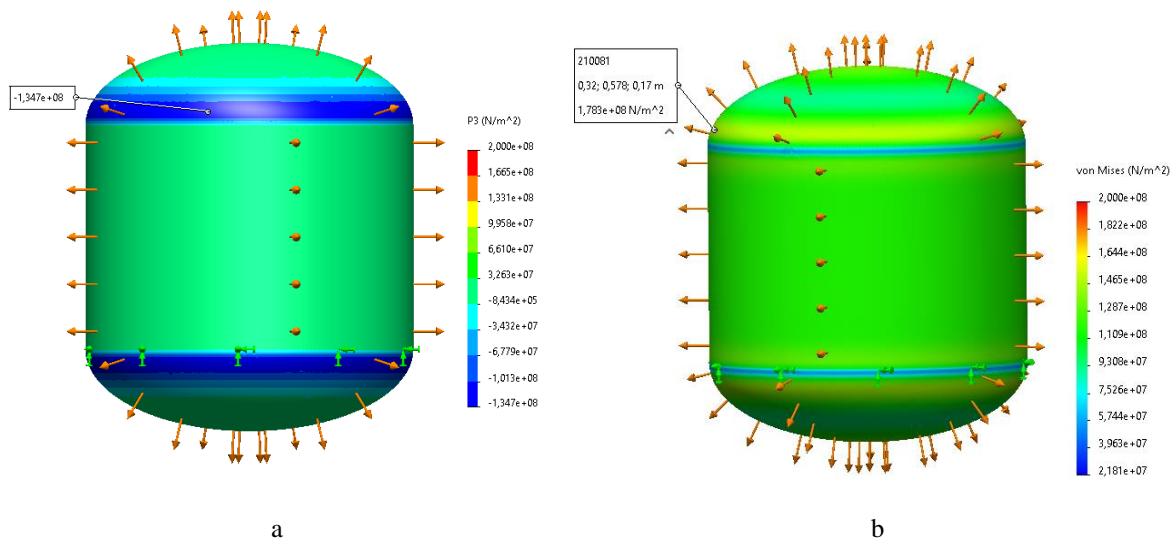 -1,347e+08
P3 (N/m^2)
2,000e+08
1,665e+08
1,331e+08
9,958e+07
6,610e+07
3,263e+07
-8,434e+05
-3,432e+07
-6,779e+07
-1,013e+08
-1,347e+08
a
210081
0,32; 0,578; 0,17 m
1,783e+08 N/m^2
von Mises (N/m^2)
2,000e+08
1,822e+08
1,644e+08
1,465e+08
1,287e+08
1,109e+08
9,308e+07
7,526e+07
5,744e+07
3,963e+07
2,181e+07
b